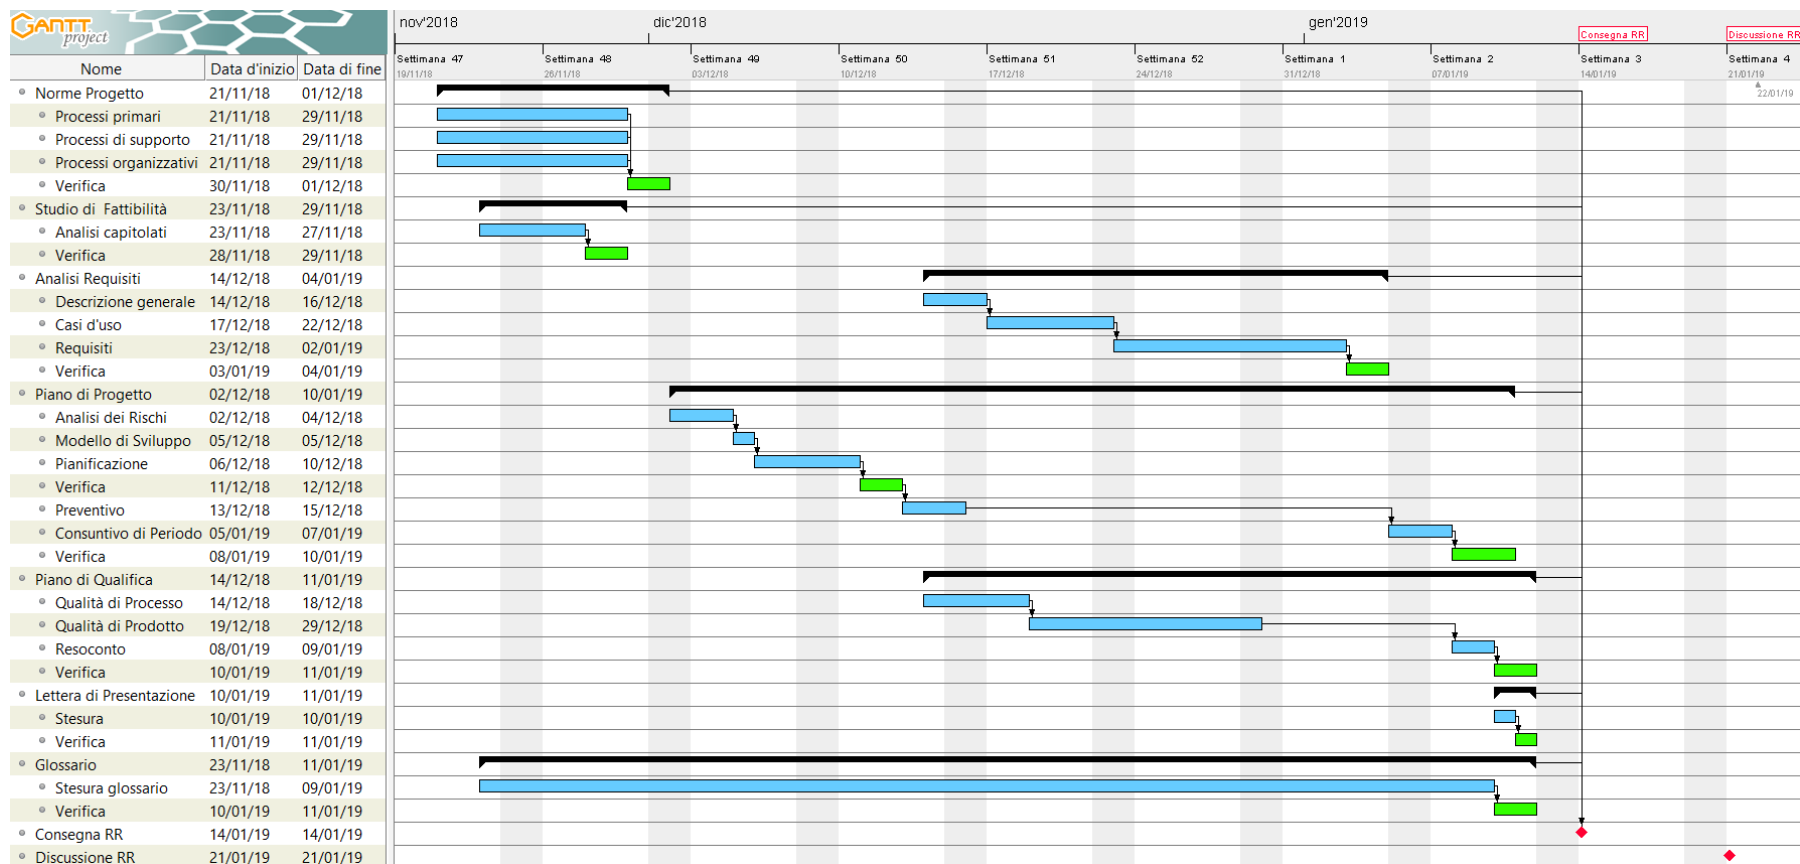 GANTT
project
nov'2018 dic'2018 gen'2019
Consegna RR Discussione RR
Nome Data d'inizio Data di fine
Settimana 47 Settimana 48 Settimana 49 Settimana 50 Settimana 51 Settimana 52 Settimana 1 Settimana 2 Settimana 3 Settimana 4
19/11/18 26/11/18 03/12/18 10/12/18 17/12/18 24/12/18 31/12/18 07/01/19 14/01/19 21/01/19
22/01/19
Norme Progetto 21/11/18 01/12/18
Processi primari 21/11/18 29/11/18
Processi di supporto 21/11/18 29/11/18
Processi organizzativi 21/11/18 29/11/18
Verifica 30/11/18 01/12/18
Studio di Fattibilità 23/11/18 29/11/18
Analisi capitolati 23/11/18 27/11/18
Verifica 28/11/18 29/11/18
Analisi Requisiti 14/12/18 04/01/19
Descrizione generale 14/12/18 16/12/18
Casi d'uso 17/12/18 22/12/18
Requisiti 23/12/18 02/01/19
Verifica 03/01/19 04/01/19
Piano di Progetto 02/12/18 10/01/19
Analisi dei Rischi 02/12/18 04/12/18
Modello di Sviluppo 05/12/18 05/12/18
Pianificazione 06/12/18 10/12/18
Verifica 11/12/18 12/12/18
Preventivo 13/12/18 15/12/18
Consuntivo di Periodo 05/01/19 07/01/19
Verifica 08/01/19 10/01/19
Piano di Qualifica 14/12/18 11/01/19
Qualità di Processo 14/12/18 18/12/18
Qualità di Prodotto 19/12/18 29/12/18
Resoconto 08/01/19 09/01/19
Verifica 10/01/19 11/01/19
Lettera di Presentazione 10/01/19 11/01/19
Stesura 10/01/19 10/01/19
Verifica 11/01/19 11/01/19
Glossario 23/11/18 11/01/19
Stesura glossario 23/11/18 09/01/19
Verifica 10/01/19 11/01/19
Consegna RR 14/01/19 14/01/19
Discussione RR 21/01/19 21/01/19